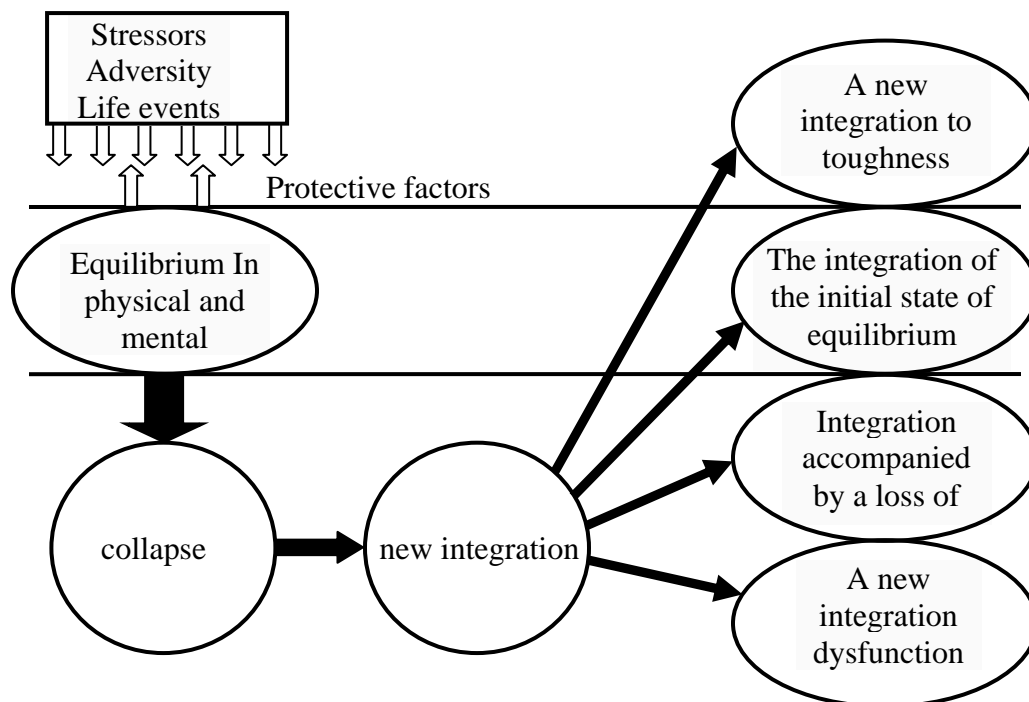 Stressors
Adversity
Life events
Protective factors
Equilibrium In
physical and
mental
collapse
new integration
A new
integration to
toughness
The integration of
the initial state of
equilibrium
Integration
accompanied
by a loss of
A new
integration
dysfunction